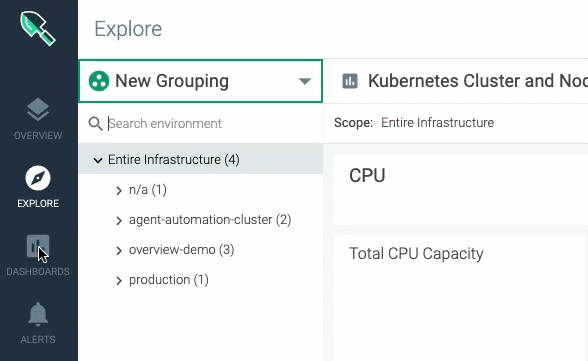 Explore
New Grouping
Kubernetes Cluster and Nod
Search environment
Scope: Entire Infrastructure
Entire Infrastructure (4)
n/a (1)
agent-automation-cluster (2)
overview-demo (3)
production (1)
CPU
Total CPU Capacity
OVERVIEW
EXPLORE
DASHBOARDS
ALERTS